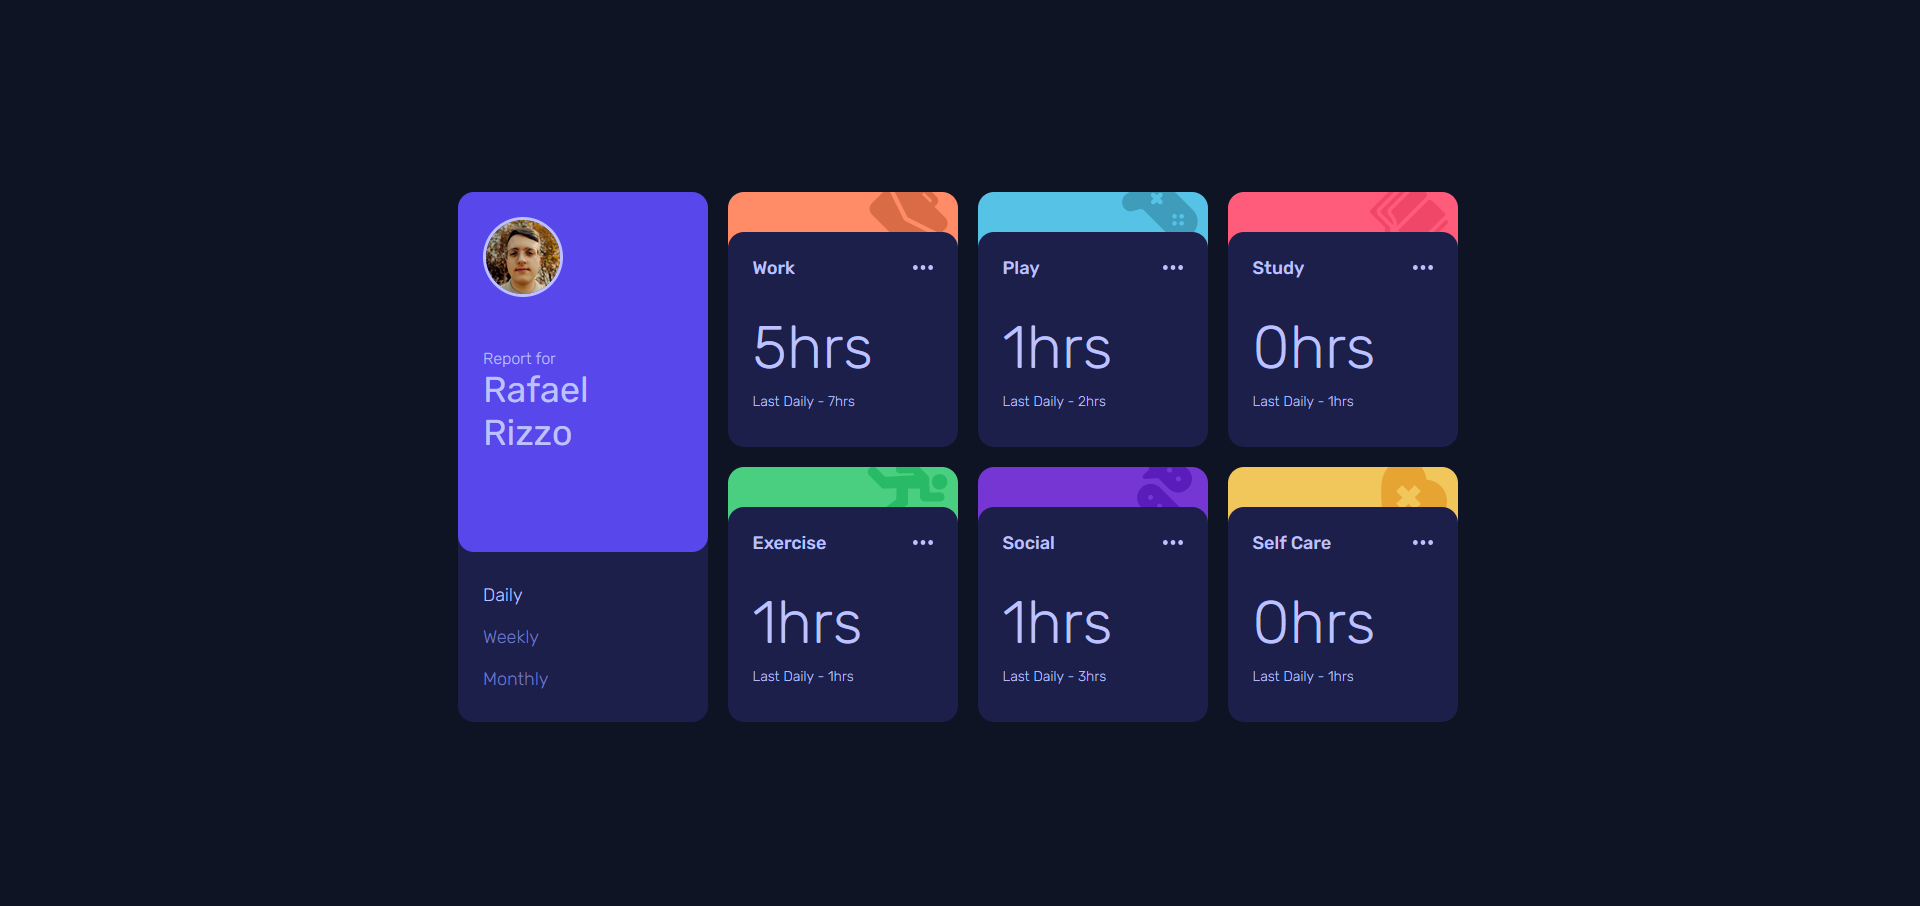 Report for
Rafael
Rizzo
Daily
Weekly
Monthly
Work
5hrs
Last Daily - 7hrs
Play
1hrs
Last Daily - 2hrs
Study
0hrs
Last Daily - 1hrs
Exercise
1hrs
Last Daily - 1hrs
Social
1hrs
Last Daily - 3hrs
Self Care
0hrs
Last Daily - 1hrs